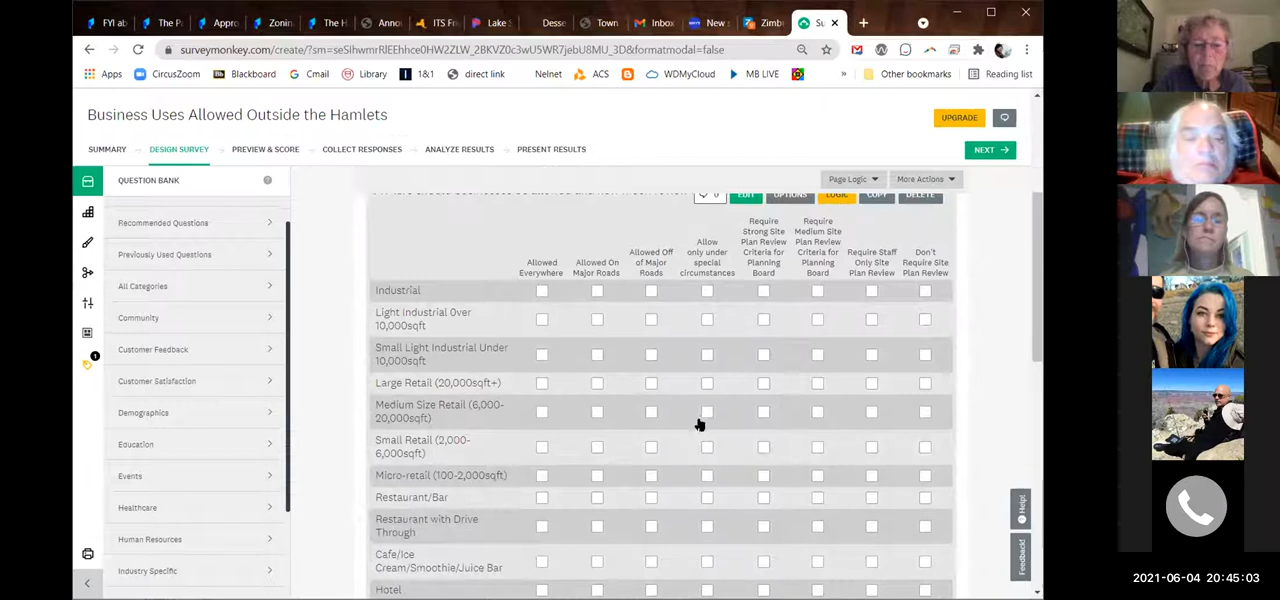 FYI ab
The Pa
Appro
Zonin
The H
Anno
ITS Fri
Lake S
Desse
Town
Inbox
New s
Zimb
Su
surveymonkey.com/create/?sm=
&formatmodal=false
Apps
CircusZoom
Blackboard
Gmail
Library
1&1
direct link
Nelnet
ACS
WDMyCloud
MB LIVE
»
Other bookmarks
Reading list
Business Uses Allowed Outside the Hamlets
UPGRADE
SUMMARY
DESIGN SURVEY
PREVIEW & SCORE
COLLECT RESPONSES
ANALYZE RESULTS
PRESENT RESULTS
NEXT
QUESTION BANK
Page Logic
More Actions
EDIT
OPTIONS
LOGIC
COPY
DELETE
Recommended Questions
Previously Used Questions
All Categories
Community
Customer Feedback
1
Customer Satisfaction
Demographics
Education
Events
Healthcare
Human Resources
Industry Specific
Allowed Everywhere
Allowed On Major Roads
Allowed Off of Major Roads
Allow only under special circumstances
Require Strong Site Plan Review Criteria for Planning Board
Require Medium Site Plan Review Criteria for Planning Board
Require Staff Only Site Plan Review
Don't Require Site Plan Review
Industrial
Light Industrial Over
10,000sqft
Small Light Industrial Under
10,000sqft
Large Retail (20,000sqft+)
Medium Size Retail (6,000-
20,000sqft)
Small Retail (2,000-
6,000sqft)
Micro-retail (100-2,000sqft)
Restaurant/Bar
Restaurant with Drive
Through
Cafe/Ice
Cream/Smoothie/Juice Bar
Hotel
Help!
Feedback!
2021-06-04 20:45:03